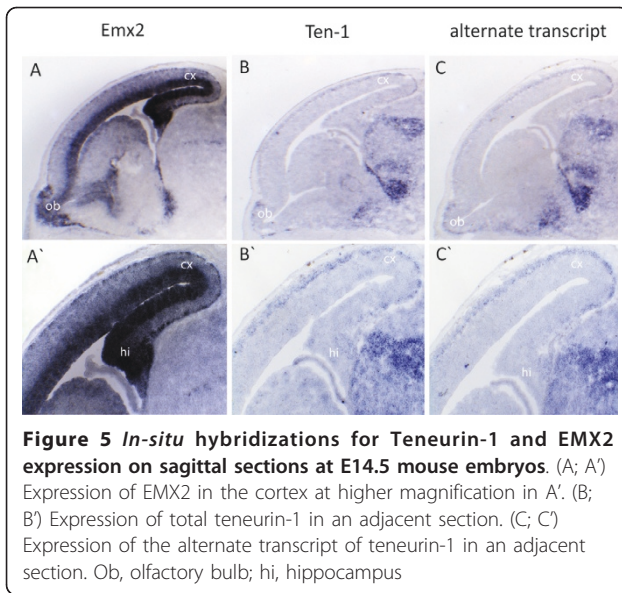 Emx2 Ten-1 alternate transcript
A B C
cx cx cx
ob ob ob
A` B` C`
cx cx cx
hi hi hi
Figure 5 In-situ hybridizations for Teneurin-1 and EMX2
expression on sagittal sections at E14.5 mouse embryos. (A; A′)
Expression of EMX2 in the cortex at higher magnification in A′. (B;
B′) Expression of total teneurin-1 in an adjacent section. (C; C′)
Expression of the alternate transcript of teneurin-1 in an adjacent
section. Ob, olfactory bulb; hi, hippocampus